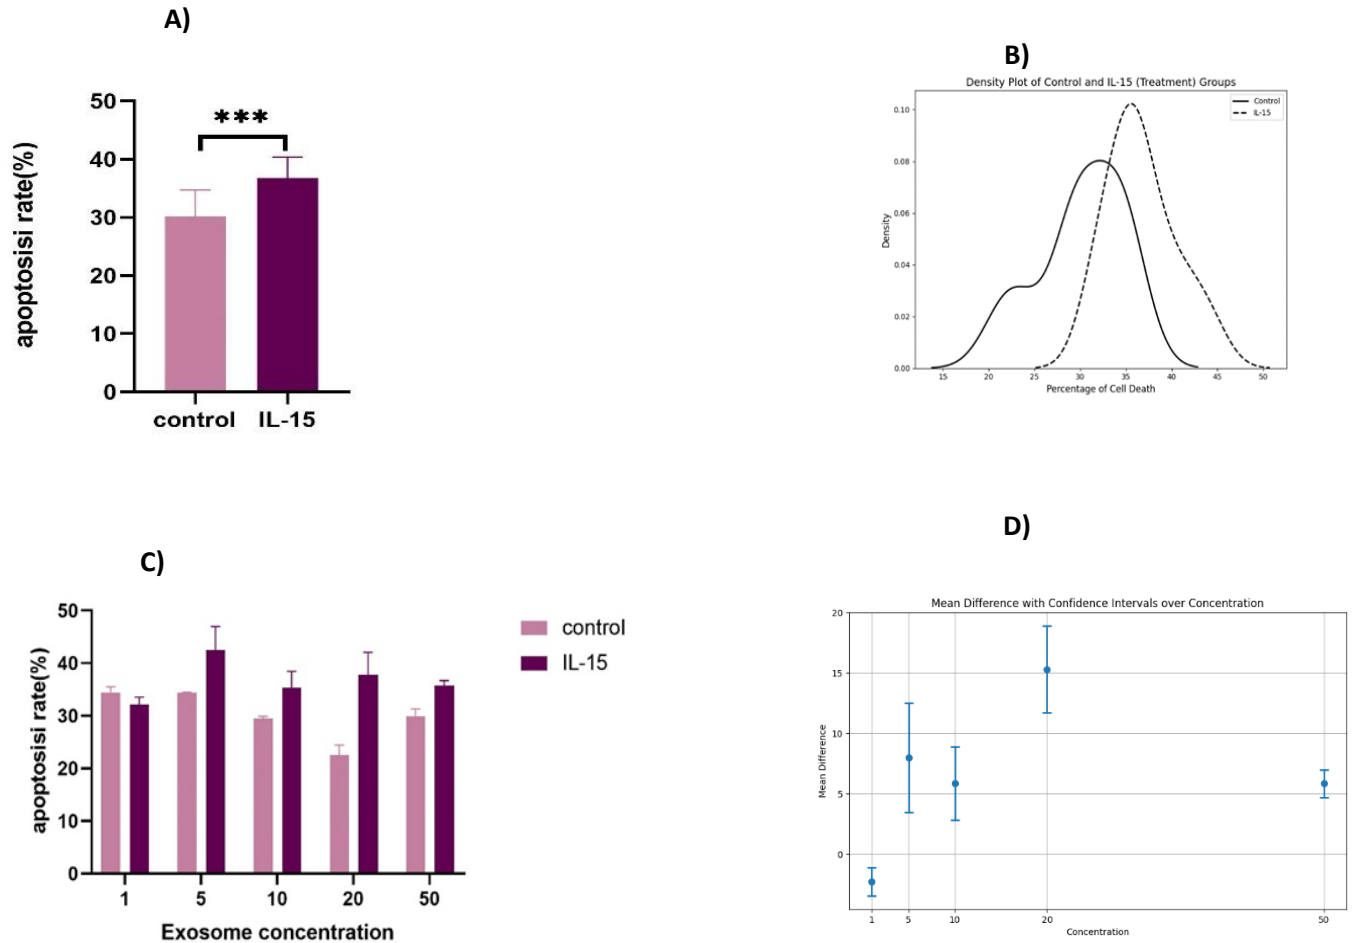 A)
50
40
30
20
10
0
apoptosisi rate(%)
***
control IL-15
B)
Density Plot of Control and IL-15 (Treatment) Groups
Control
IL-15
0.10
0.08
0.06
0.04
0.02
0.00
Density
15 20 25 30 35 40 45 50
Percentage of Cell Death
C)
50
40
30
20
10
0
apoptosisi rate(%)
control
IL-15
1 5 10 20 50
Exosome concentration
D)
Mean Difference with Confidence Intervals over Concentration
20
15
10
5
0
Mean Difference
1 5 10 20 50
Concentration